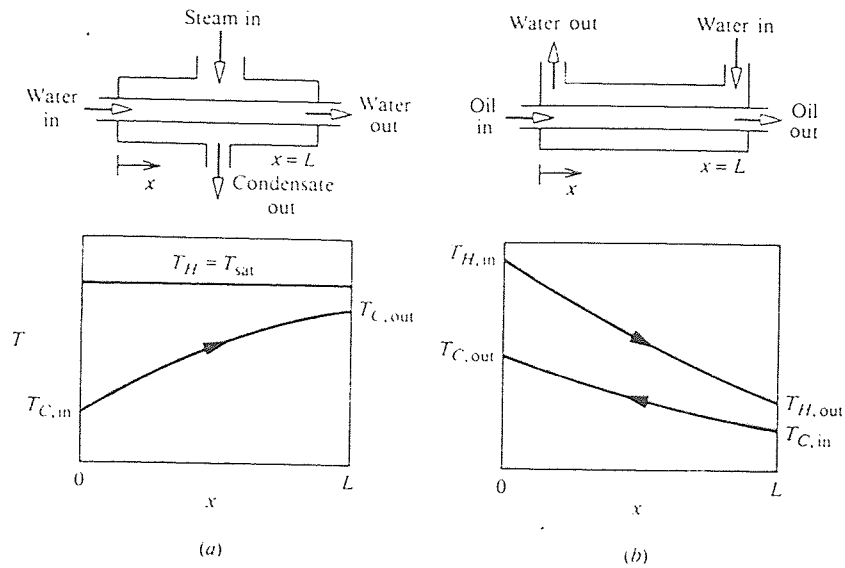 Steam in
Water in
Water out
x
x = L
Condensate out
T_H = T_sat
T_C,out
T
T_C,in
0
L
x
(a)
Water out
Water in
Oil in
Oil out
x = L
x
T_H,in
T_C,out
T_H,out
T_C,in
0
L
x
(b)